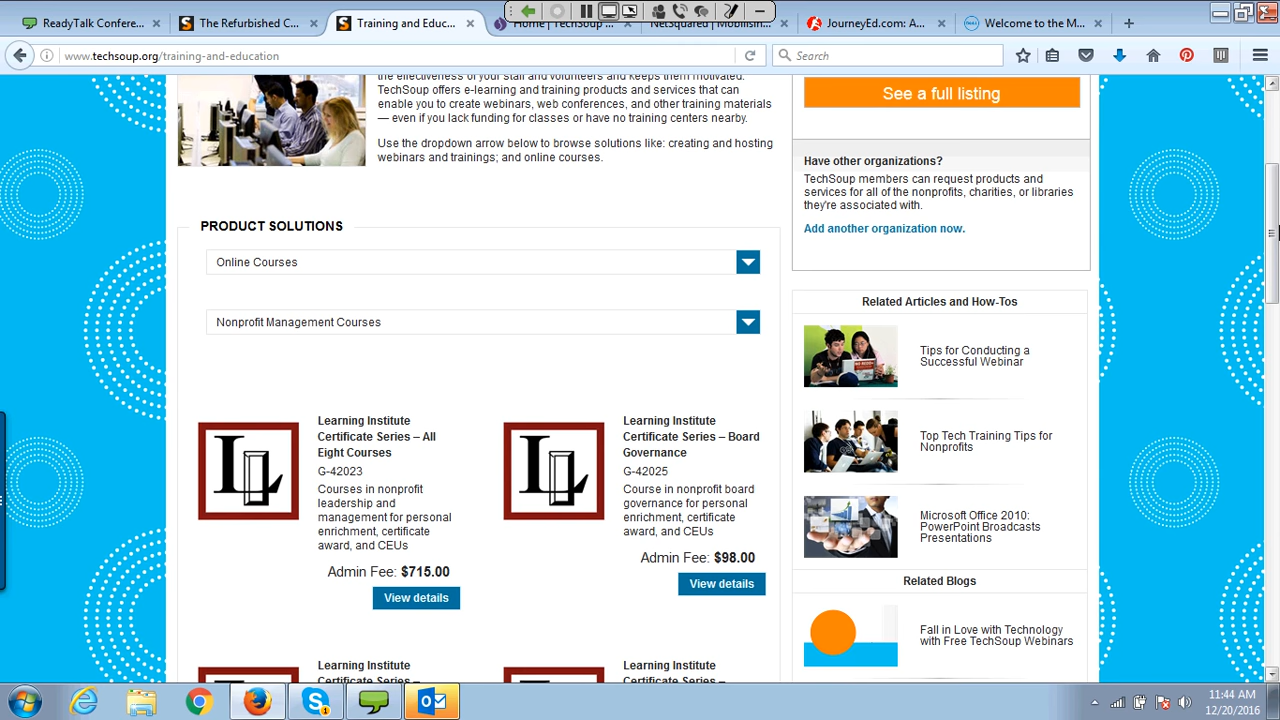 ReadyTalk Confere...
The Refurbished C...
Training and Educ...
Home | TechSoup
NetSquared | Mobilisin
JourneyEd.com: A...
Welcome to the M...
www.techsoup.org/training-and-education
Search
the effectiveness of your staff and volunteers and keeps them motivated.
TechSoup offers e-learning and training products and services that can
enable you to create webinars, web conferences, and other training materials
— even if you lack funding for classes or have no training centers nearby.
Use the dropdown arrow below to browse solutions like: creating and hosting
webinars and trainings; and online courses.
See a full listing
Have other organizations?
TechSoup members can request products and
services for all of the nonprofits, charities, or libraries
they're associated with.
Add another organization now.
PRODUCT SOLUTIONS
Online Courses
Nonprofit Management Courses
Learning Institute
Certificate Series – All
Eight Courses
G-42023
Courses in nonprofit
leadership and
management for personal
enrichment, certificate
award, and CEUs
Admin Fee: $715.00
View details
Learning Institute
Certificate Series – Board
Governance
G-42025
Course in nonprofit board
governance for personal
enrichment, certificate
award, and CEUs
Admin Fee: $98.00
View details
Learning Institute
Certificate Series –
Learning Institute
Certificate Series –
Related Articles and How-Tos
Tips for Conducting a
Successful Webinar
Top Tech Training Tips for
Nonprofits
Microsoft Office 2010:
PowerPoint Broadcasts
Presentations
Related Blogs
Fall in Love with Technology
with Free TechSoup Webinars
11:44 AM
12/20/2016